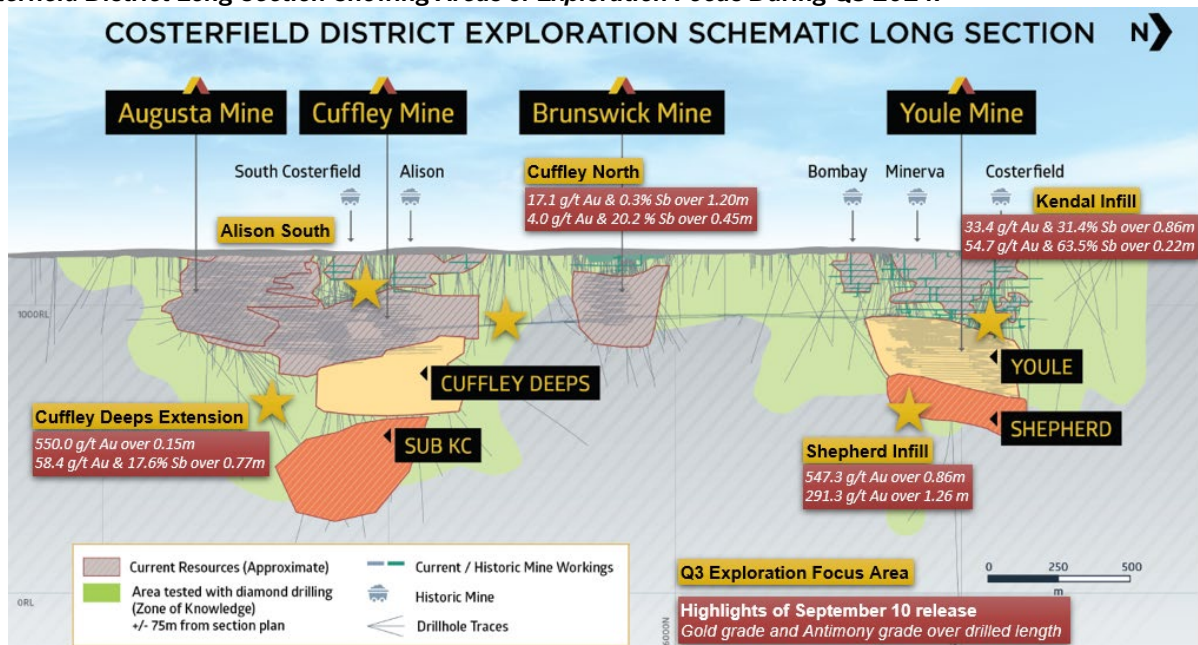 COSTERFIELD DISTRICT EXPLORATION SCHEMATIC LONG SECTION
N
Augusta Mine
Cuffley Mine
Brunswick Mine
Youle Mine
South Costerfield
Alison
Cuffley North
17.1 g/t Au & 0.3% Sb over 1.20m
4.0 g/t Au & 20.2 % Sb over 0.45m
Bombay
Minerva
Costerfield
Kendal Infill
33.4 g/t Au & 31.4% Sb over 0.86m
54.7 g/t Au & 63.5% Sb over 0.22m
Alison South
1000RL
CUFFLEY DEEPS
YOULE
Cuffley Deeps Extension
550.0 g/t Au over 0.15m
58.4 g/t Au & 17.6% Sb over 0.77m
SUB KC
SHEPHERD
Shepherd Infill
547.3 g/t Au over 0.86m
291.3 g/t Au over 1.26 m
Current Resources (Approximate)
Area tested with diamond drilling
(Zone of Knowledge)
+/- 75m from section plan
Current / Historic Mine Workings
Historic Mine
Drillhole Traces
0RL
Q3 Exploration Focus Area
Highlights of September 10 release
Gold grade and Antimony grade over drilled length
0 250 500
m
6000N